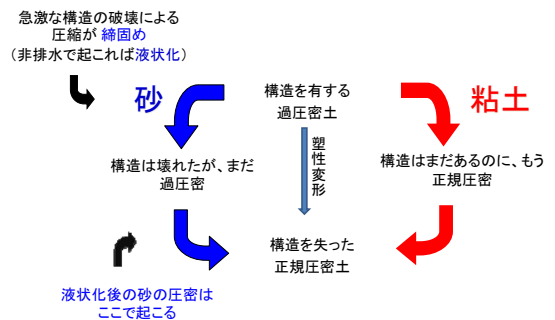 急激な構造の破壊による
圧縮が 締固め
（非排水で起これば液状化）
砂
構造を有する
過圧密土
粘土
塑性変形
構造は壊れたが、まだ
過圧密
構造はまだあるのに、もう
正規圧密
構造を失った
正規圧密土
液状化後の砂の圧密は
ここで起こる